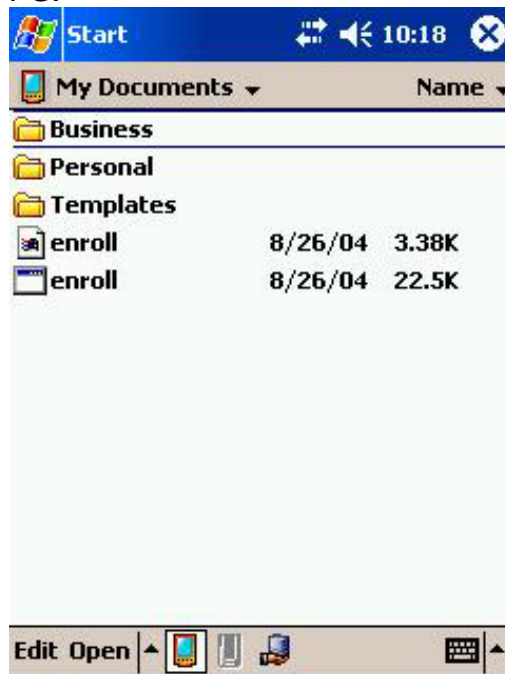 Start 10:18
My Documents Name
Business
Personal
Templates
enroll 8/26/04 3.38K
enroll 8/26/04 22.5K
Edit Open